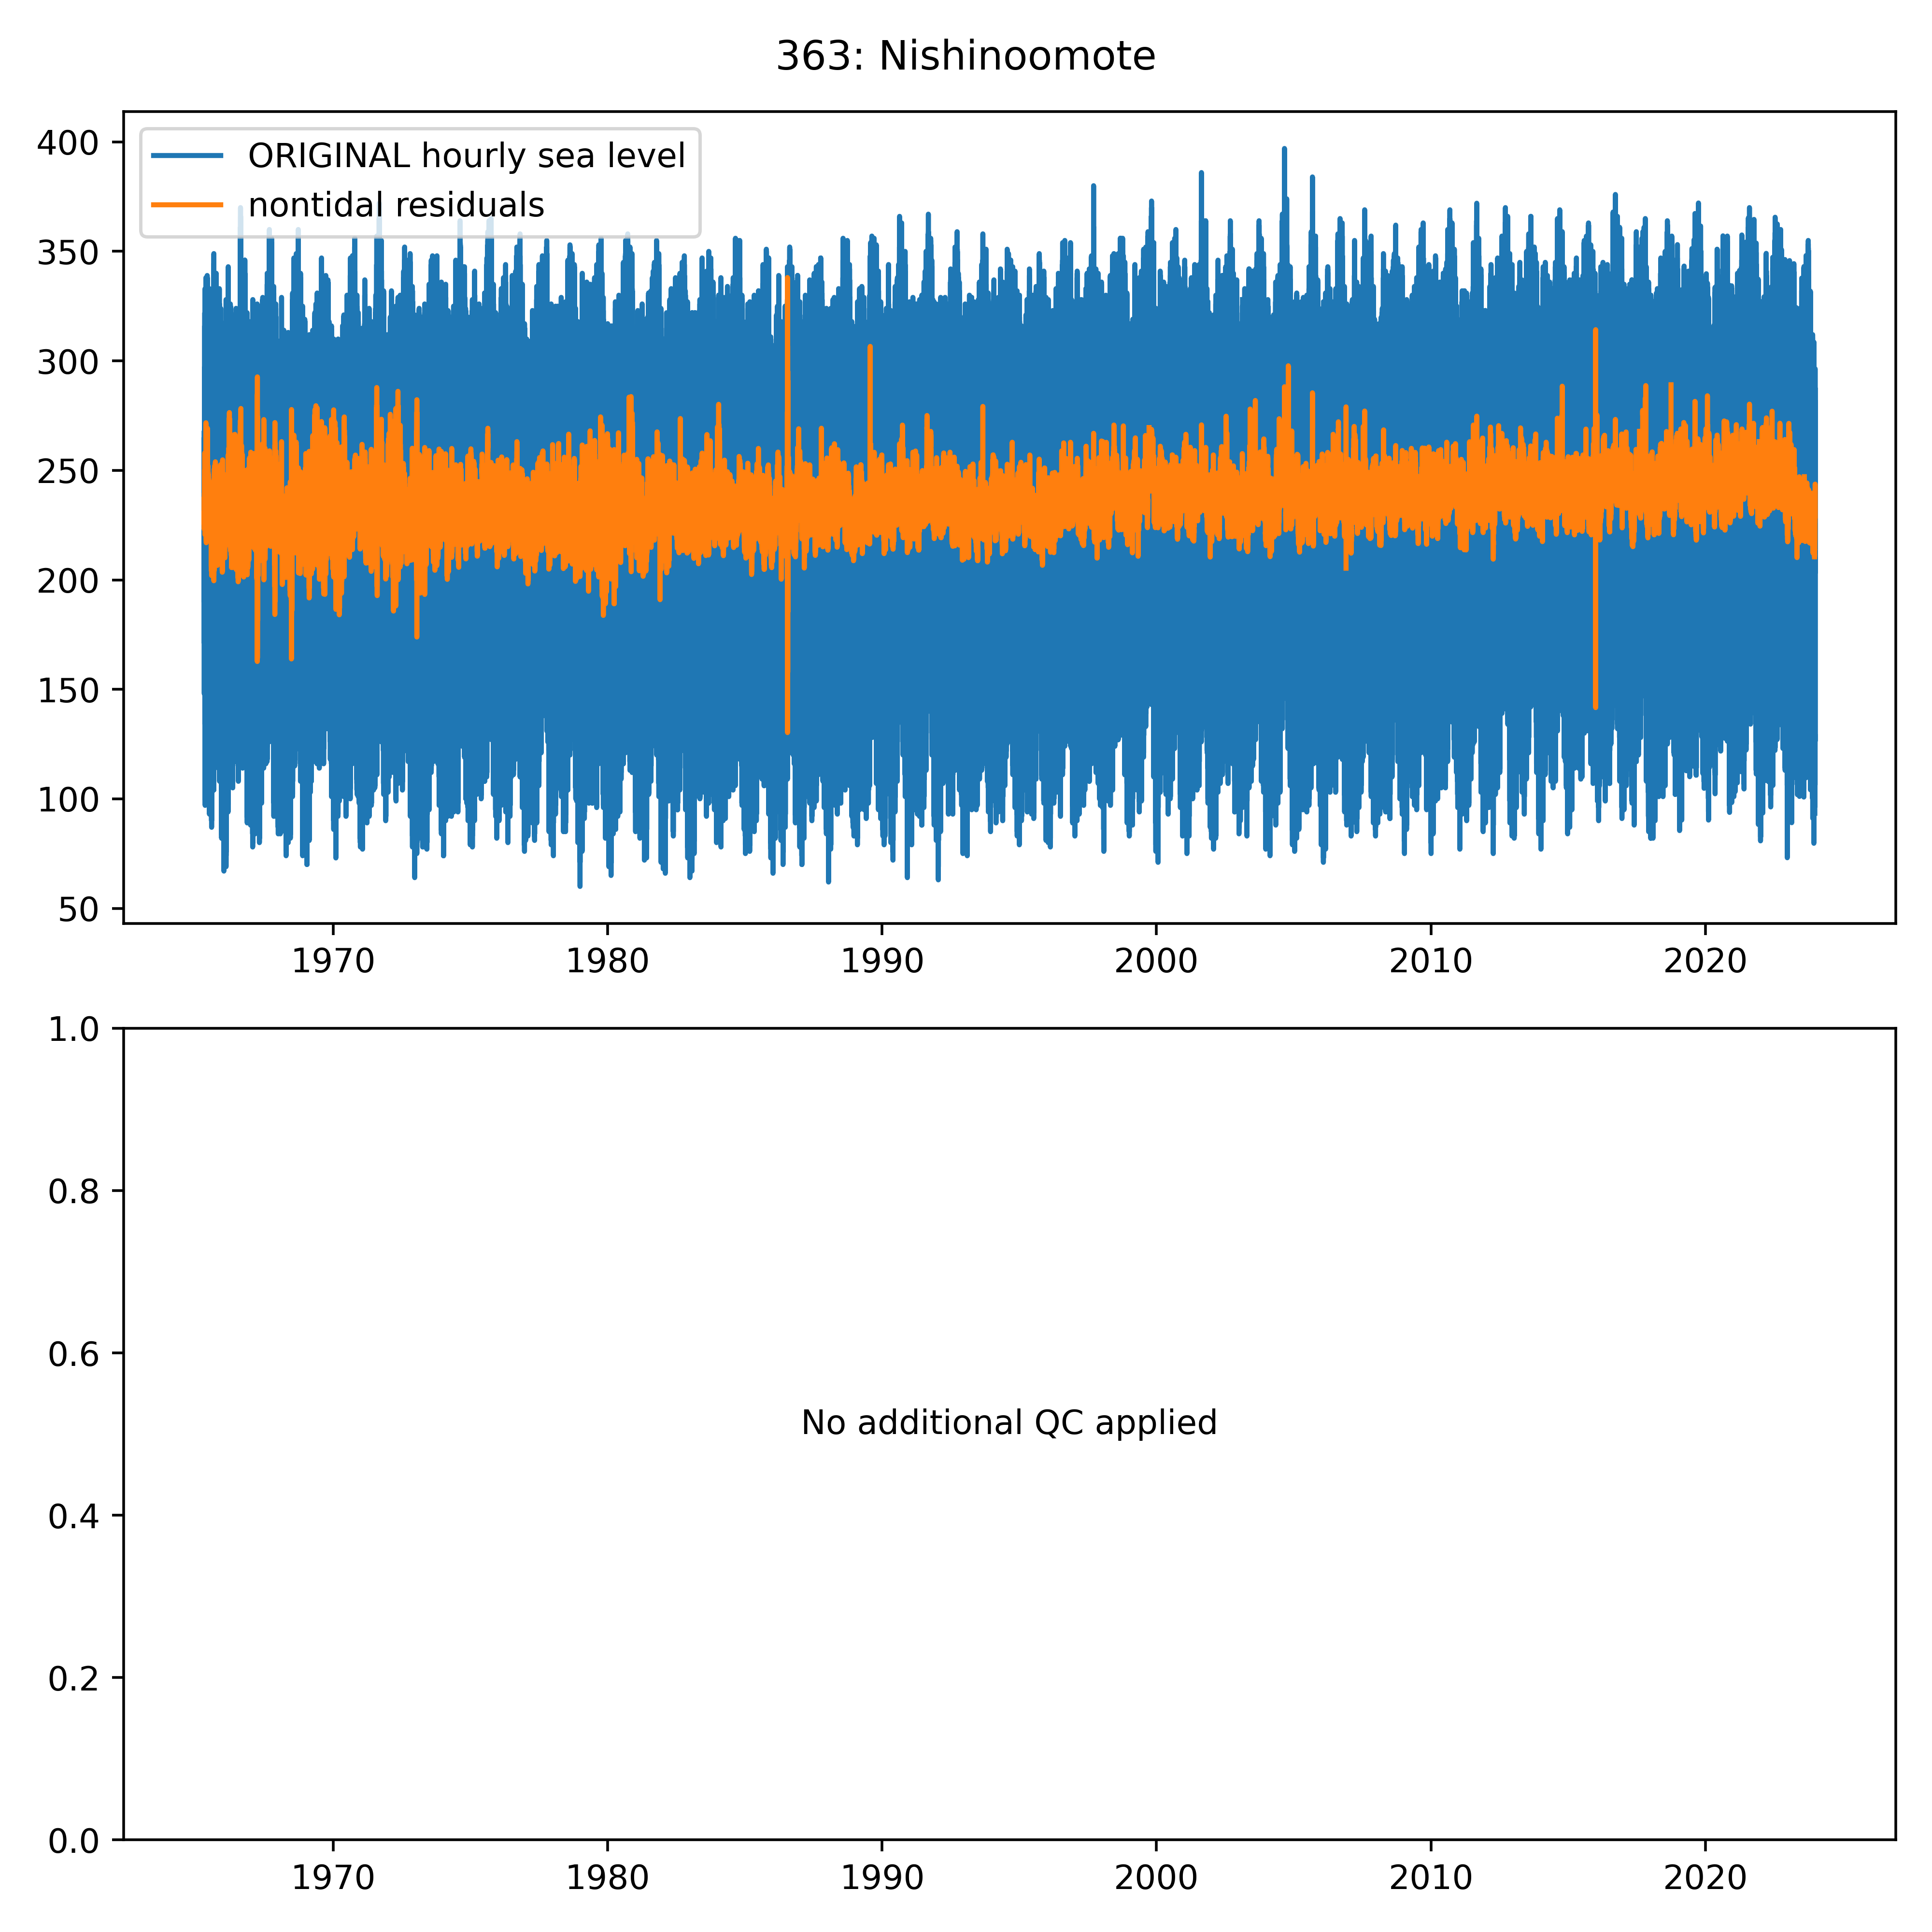 363: Nishinoomote
400
350
300
250
200
150
100
50
ORIGINAL hourly sea level
nontidal residuals
1970 1980 1990 2000 2010 2020
1.0
0.8
0.6
0.4
0.2
0.0
No additional QC applied
1970 1980 1990 2000 2010 2020